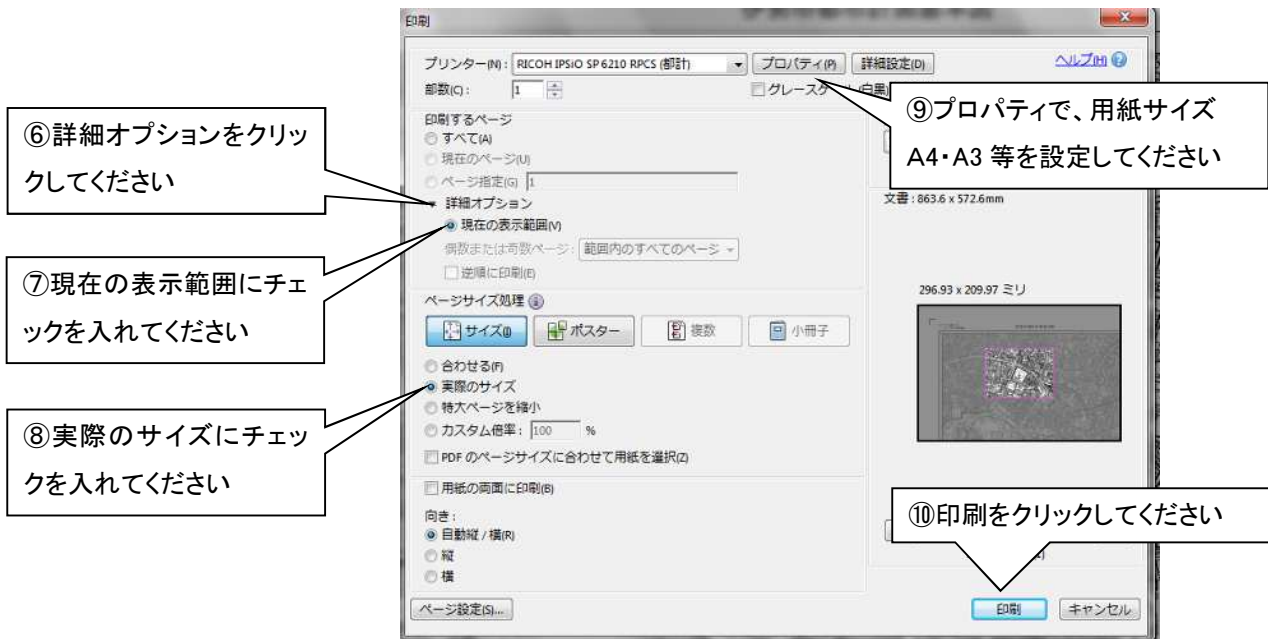 印刷
プリンター(N): RICOH IPSiO SP 6210 RPCS (都計) プロパティ(P) 詳細設定(D) ヘルプ(H)
部数(C): 1 グレースケ (白黒)
⑨プロパティで、用紙サイズ
A4・A3 等を設定してください
印刷するページ
すべて(A)
現在のページ(U)
ページ指定(G) 1
⑥詳細オプションをクリッ
クしてください
詳細オプション
現在の表示範囲(V)
偶数または奇数ページ: 範囲内のすべてのページ
逆順に印刷(E)
文書: 863.6 x 572.6mm
⑦現在の表示範囲にチェ
ックを入れてください
ページサイズ処理
サイズ(I) ポスター 複数 小冊子
296.93 x 209.97 ミリ
合わせる(F)
実際のサイズ
特大ページを縮小
カスタム倍率: 100 %
PDF のページサイズに合わせて用紙を選択(Z)
⑧実際のサイズにチェッ
クを入れてください
用紙の両面に印刷(B)
向き:
自動縦 / 横(R)
縦
横
⑩印刷をクリックしてください
ページ設定(S)... 印刷 キャンセル